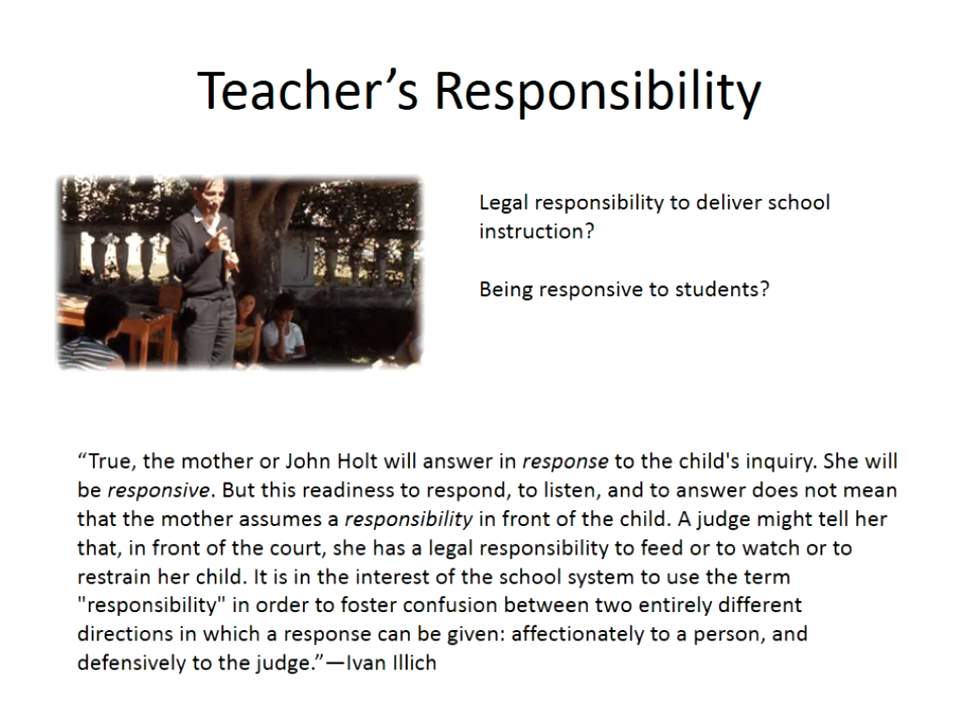 Teacher’s Responsibility
Legal responsibility to deliver school
instruction?
Being responsive to students?
“True, the mother or John Holt will answer in response to the child's inquiry. She will
be responsive. But this readiness to respond, to listen, and to answer does not mean
that the mother assumes a responsibility in front of the child. A judge might tell her
that, in front of the court, she has a legal responsibility to feed or to watch or to
restrain her child. It is in the interest of the school system to use the term
"responsibility" in order to foster confusion between two entirely different
directions in which a response can be given: affectionately to a person, and
defensively to the judge.”—Ivan Illich